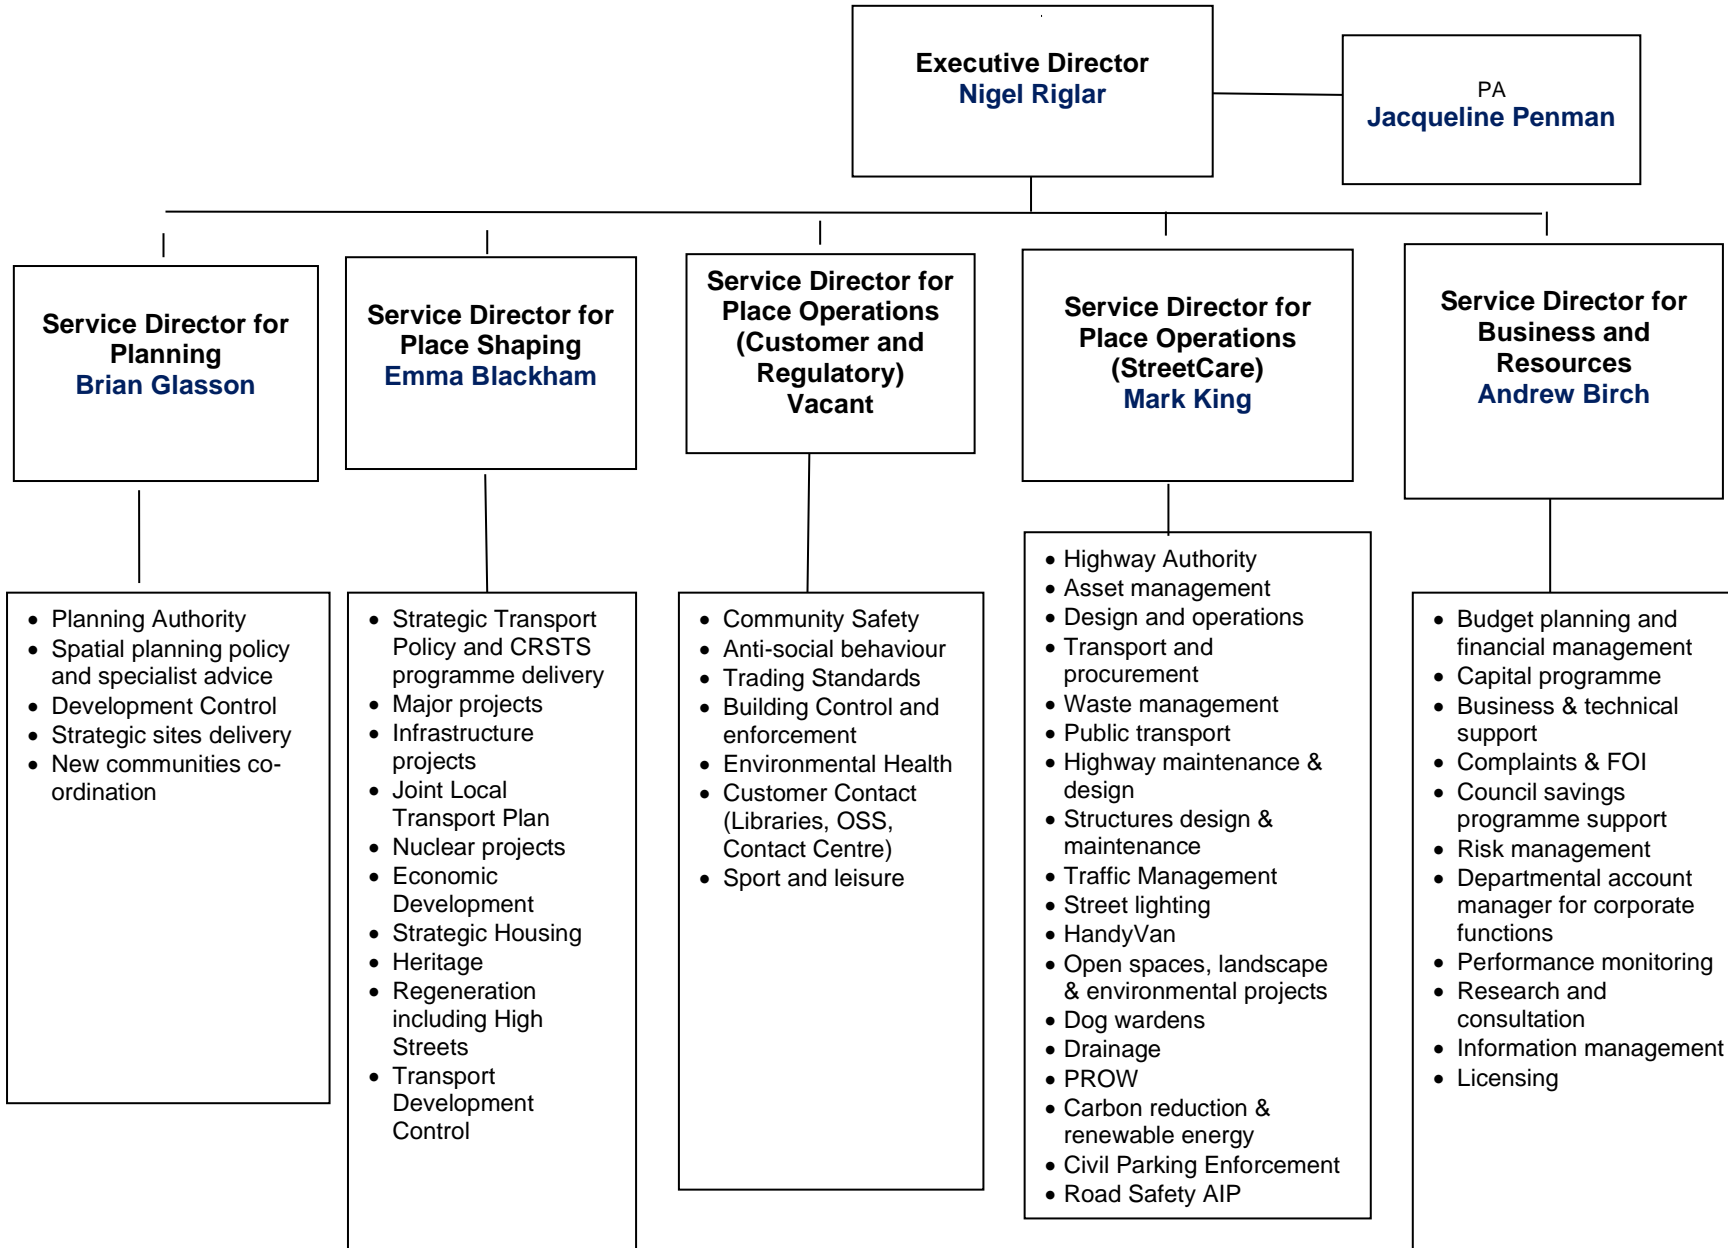 Executive Director
Nigel Riglar
PA
Jacqueline Penman
Service Director for
Planning
Brian Glasson
Service Director for
Place Shaping
Emma Blackham
Service Director for
Place Operations
(Customer and
Regulatory)
Vacant
Service Director for
Place Operations
(StreetCare)
Mark King
Service Director for
Business and
Resources
Andrew Birch
• Planning Authority
• Spatial planning policy
and specialist advice
• Development Control
• Strategic sites delivery
• New communities co-
ordination
• Strategic Transport
Policy and CRSTS
programme delivery
• Major projects
• Infrastructure
projects
• Joint Local
Transport Plan
• Nuclear projects
• Economic
Development
• Strategic Housing
• Heritage
• Regeneration
including High
Streets
• Transport
Development
Control
• Community Safety
• Anti-social behaviour
• Trading Standards
• Building Control and
enforcement
• Environmental Health
• Customer Contact
(Libraries, OSS,
Contact Centre)
• Sport and leisure
• Highway Authority
• Asset management
• Design and operations
• Transport and
procurement
• Waste management
• Public transport
• Highway maintenance &
design
• Structures design &
maintenance
• Traffic Management
• Street lighting
• HandyVan
• Open spaces, landscape
& environmental projects
• Dog wardens
• Drainage
• PROW
• Carbon reduction &
renewable energy
• Civil Parking Enforcement
• Road Safety AIP
• Budget planning and
financial management
• Capital programme
• Business & technical
support
• Complaints & FOI
• Council savings
programme support
• Risk management
• Departmental account
manager for corporate
functions
• Performance monitoring
• Research and
consultation
• Information management
• Licensing